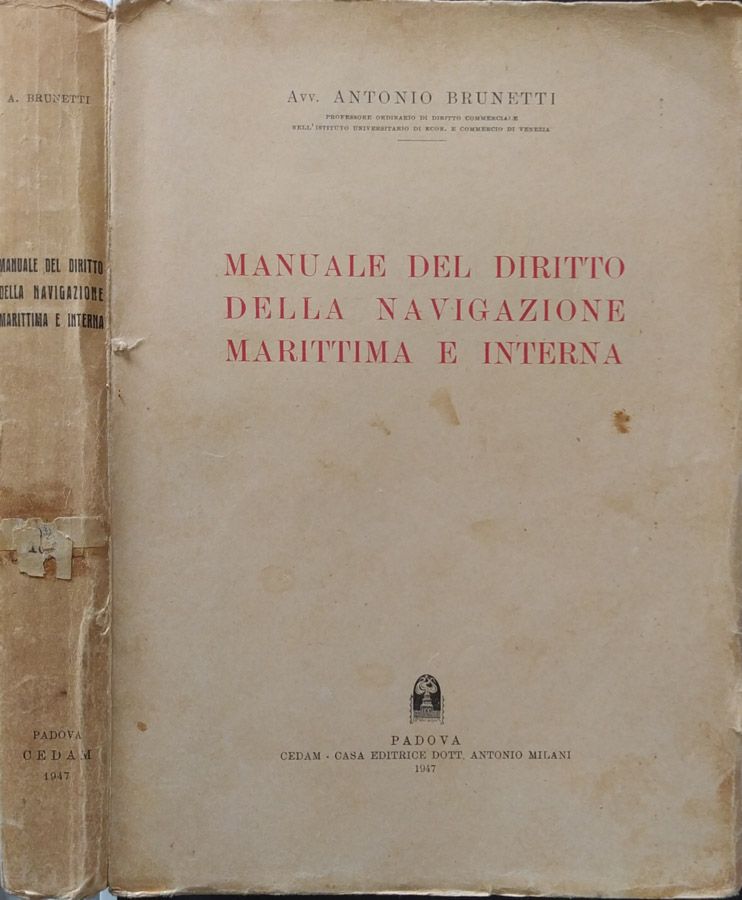 A. BRUNETTI
MANUALE DEL DIRITTO
DELLA NAVIGAZIONE
MARITTIMA E INTERNA
PADOVA
CEDAM
1947
Avv. ANTONIO BRUNETTI
PROFESSORE ORDINARIO DI DIRITTO COMMERCIALE
NELL'ISTITUTO UNIVERSITARIO DI ECON. E COMMERCIO DI VENEZIA
MANUALE DEL DIRITTO
DELLA NAVIGAZIONE
MARITTIMA E INTERNA
PADOVA
CEDAM - CASA EDITRICE DOTT. ANTONIO MILANI
1947